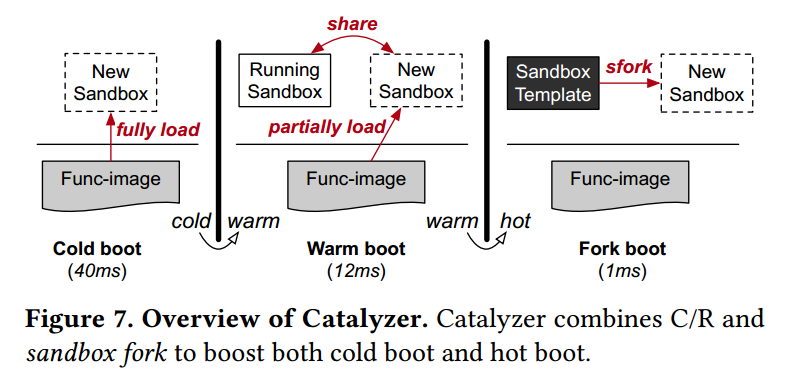 share
New
Sandbox
Running
Sandbox
New
Sandbox
Sandbox
Template
sfork
New
Sandbox
fully load
partially load
Func-image
Func-image
Func-image
cold
warm
warm
hot
Cold boot
(40ms)
Warm boot
(12ms)
Fork boot
(1ms)
Figure 7. Overview of Catalyzer. Catalyzer combines C/R and
sandbox fork to boost both cold boot and hot boot.